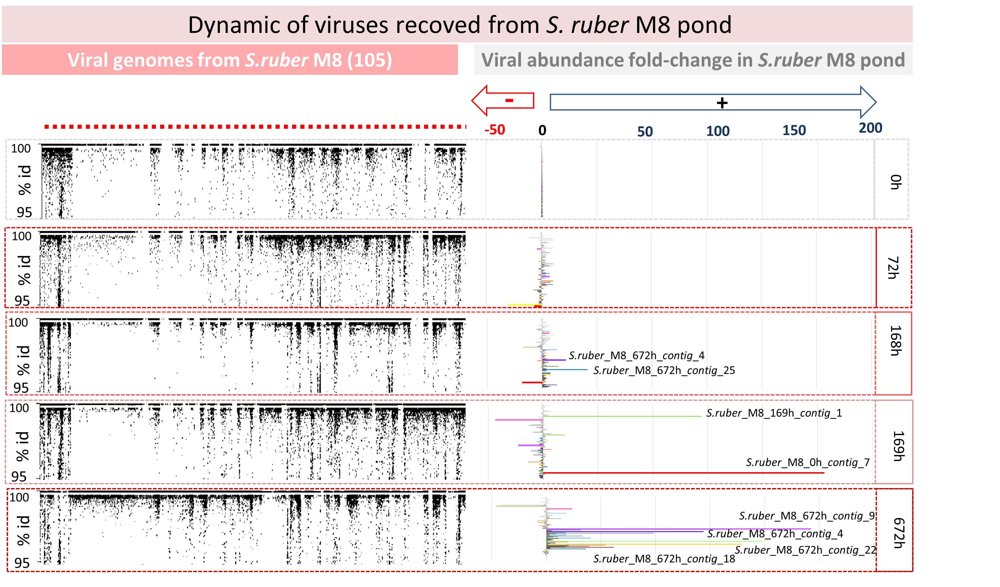 Dynamic of viruses recoved from S. ruber M8 pond
Viral genomes from S.ruber M8 (105)
Viral abundance fold-change in S.ruber M8 pond
- +
-50 0 50 100 150 200
100
% id
95
0h
100
% id
95
72h
100
% id
95
S.ruber_M8_672h_contig_4
S.ruber_M8_672h_contig_25
168h
100
% id
95
S.ruber_M8_169h_contig_1
S.ruber_M8_0h_contig_7
169h
100
% id
95
S.ruber_M8_672h_contig_9
S.ruber_M8_672h_contig_4
S.ruber_M8_672h_contig_22
S.ruber_M8_672h_contig_18
672h